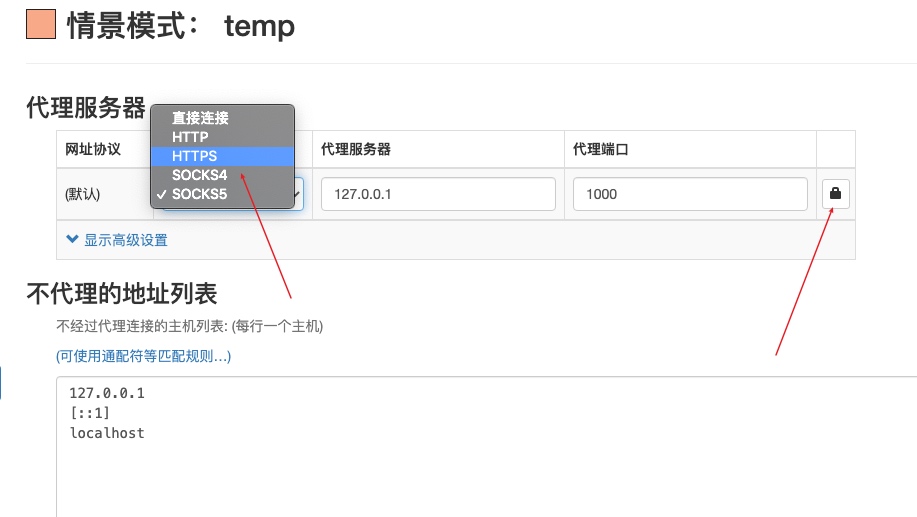 情景模式： temp
代理服务器
直接连接
HTTP
HTTPS
SOCKS4
✓ SOCKS5
网址协议
代理服务器
代理端口
(默认)
127.0.0.1
1000
显示高级设置
不代理的地址列表
不经过代理连接的主机列表: (每行一个主机)
(可使用通配符等匹配规则…)
127.0.0.1
[::1]
localhost